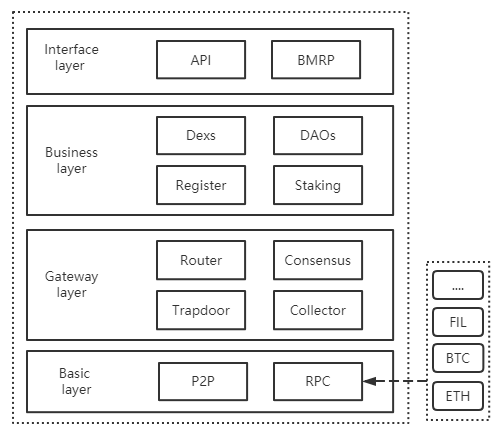 Interface
layer
API
BMRP
Business
layer
Dexs
DAOs
Register
Staking
Gateway
layer
Router
Consensus
Trapdoor
Collector
Basic
layer
P2P
RPC
....
FIL
BTC
ETH